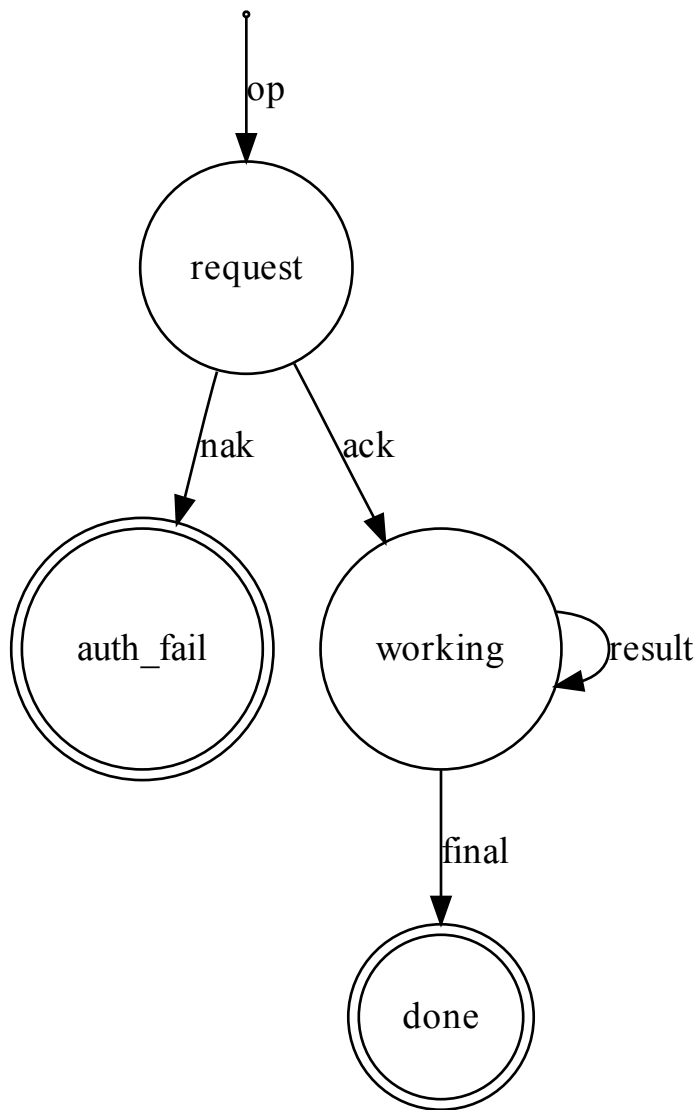 op
request
nak
ack
auth_fail
working
result
final
done